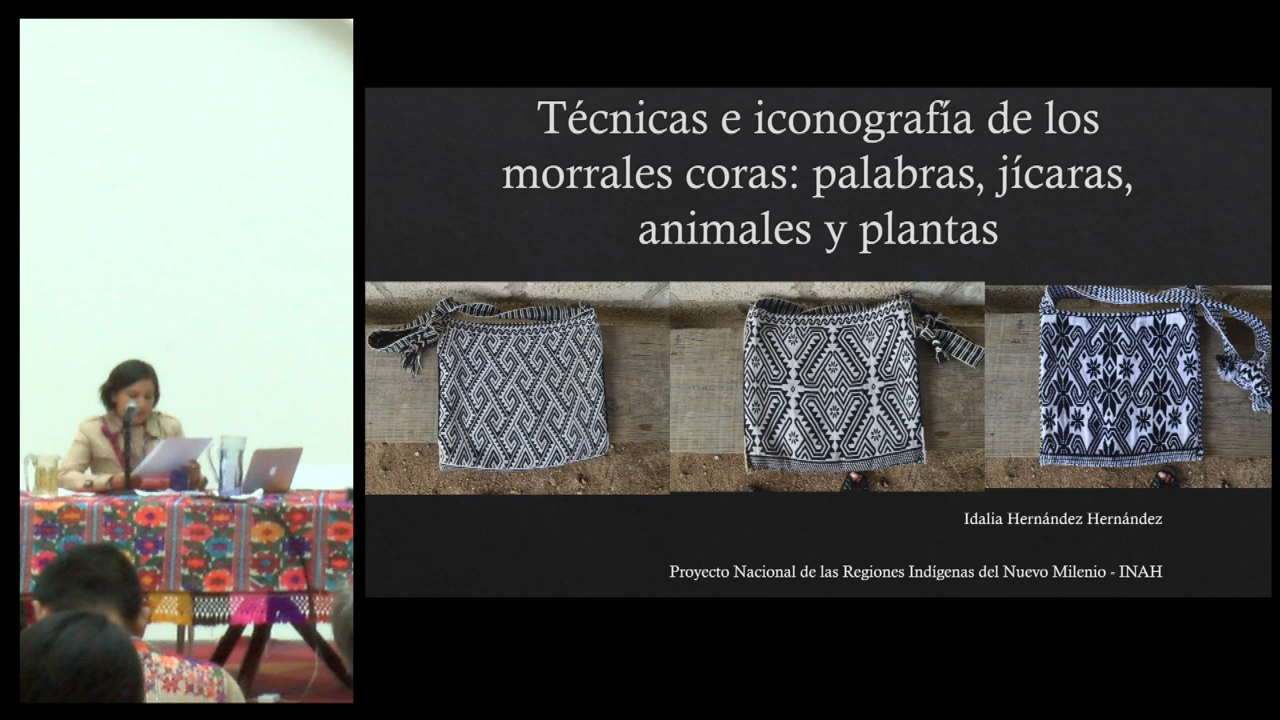 Técnicas e iconografía de los
morrales coras: palabras, jícaras,
animales y plantas
Idalia Hernández Hernández
Proyecto Nacional de las Regiones Indígenas del Nuevo Milenio - INAH